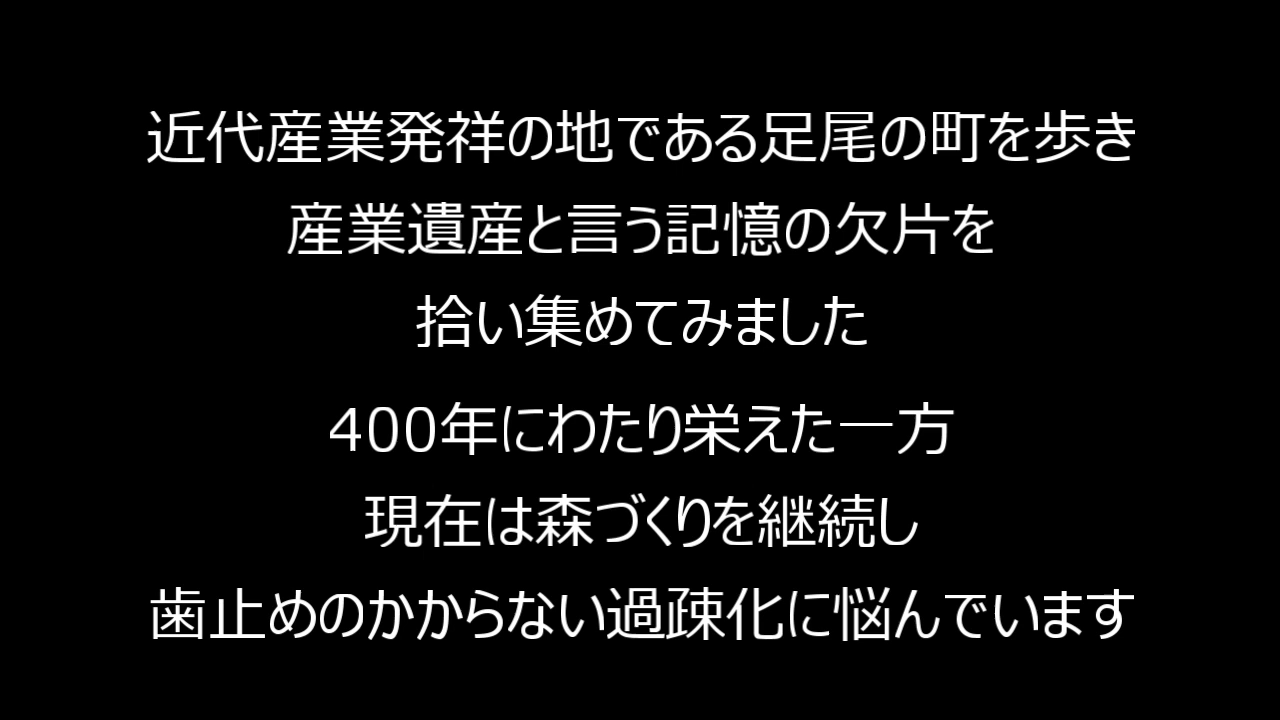 近代産業発祥の地である足尾の町を歩き
産業遺産と言う記憶の欠片を
拾い集めてみました
400年にわたり栄えた一方
現在は森づくりを継続し
歯止めのかからない過疎化に悩んでいます